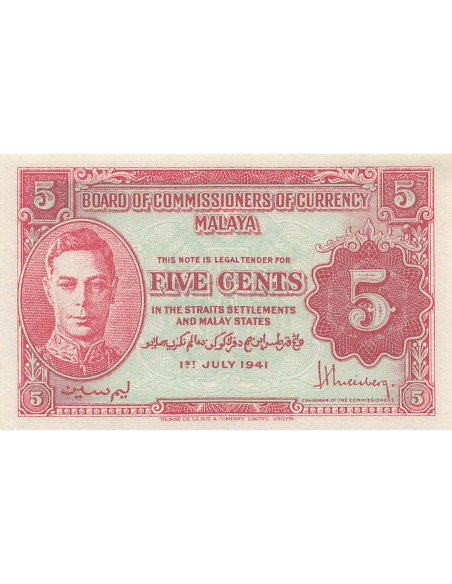 5
5
BOARD OF COMMISSIONERS OF CURRENCY
MALAYA
THIS NOTE IS LEGAL TENDER FOR
FIVE CENTS
5
IN THE STRAITS SETTLEMENTS
AND MALAY STATES
1ST JULY 1941
ليم سين
CHAIRMAN OF THE COMMISSIONERS
5
5
THOMAS DE LA RUE & COMPANY, LIMITED, LONDON.